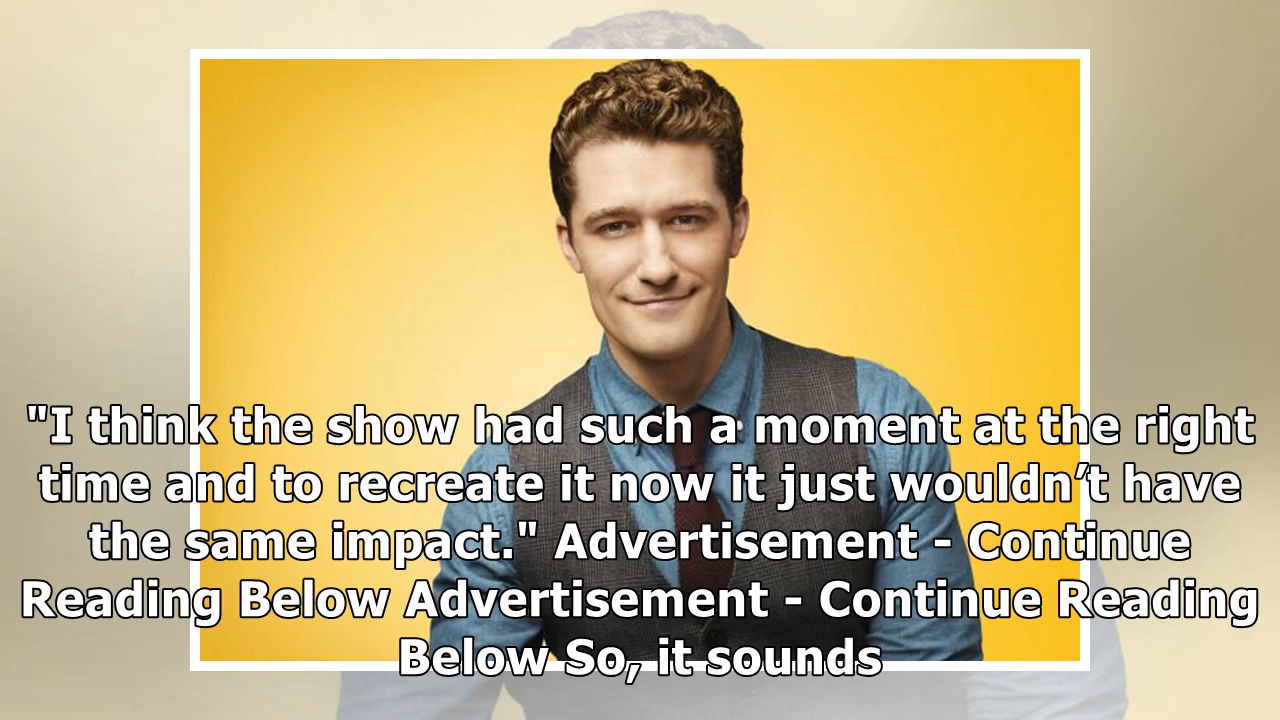 "I think the show had such a moment at the right
time and to recreate it now it just wouldn’t have
the same impact." Advertisement - Continue
Reading Below Advertisement - Continue Reading
Below So, it sounds